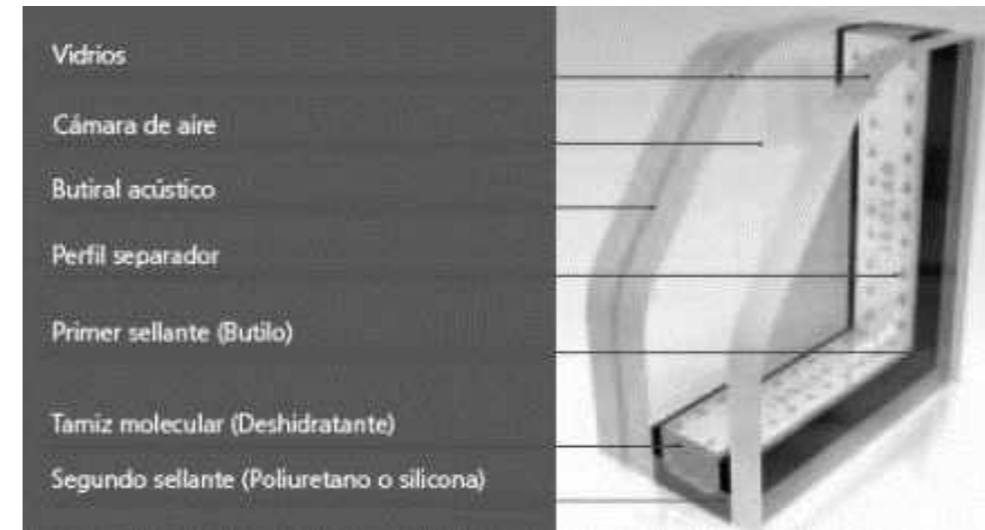 Vidrios
Cámara de aire
Butiral acústico
Perfil separador
Primer sellante (Butilo)
Tamiz molecular (Deshidratante)
Segundo sellante (Poliuretano o silicona)